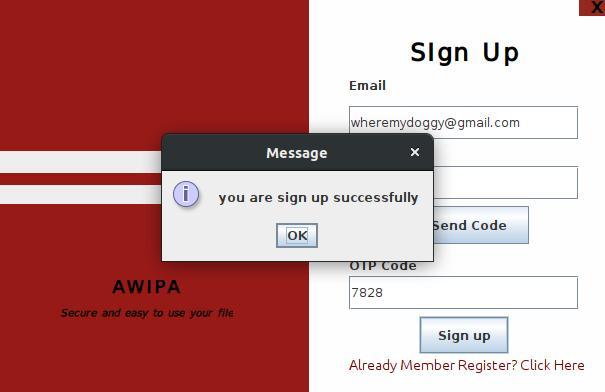 X
SIgn Up
Email
wheremydoggy@gmail.com
Message
×
i
you are sign up successfully
OK
Send Code
OTP Code
7828
AWIPA
Secure and easy to use your file
Sign up
Already Member Register? Click Here